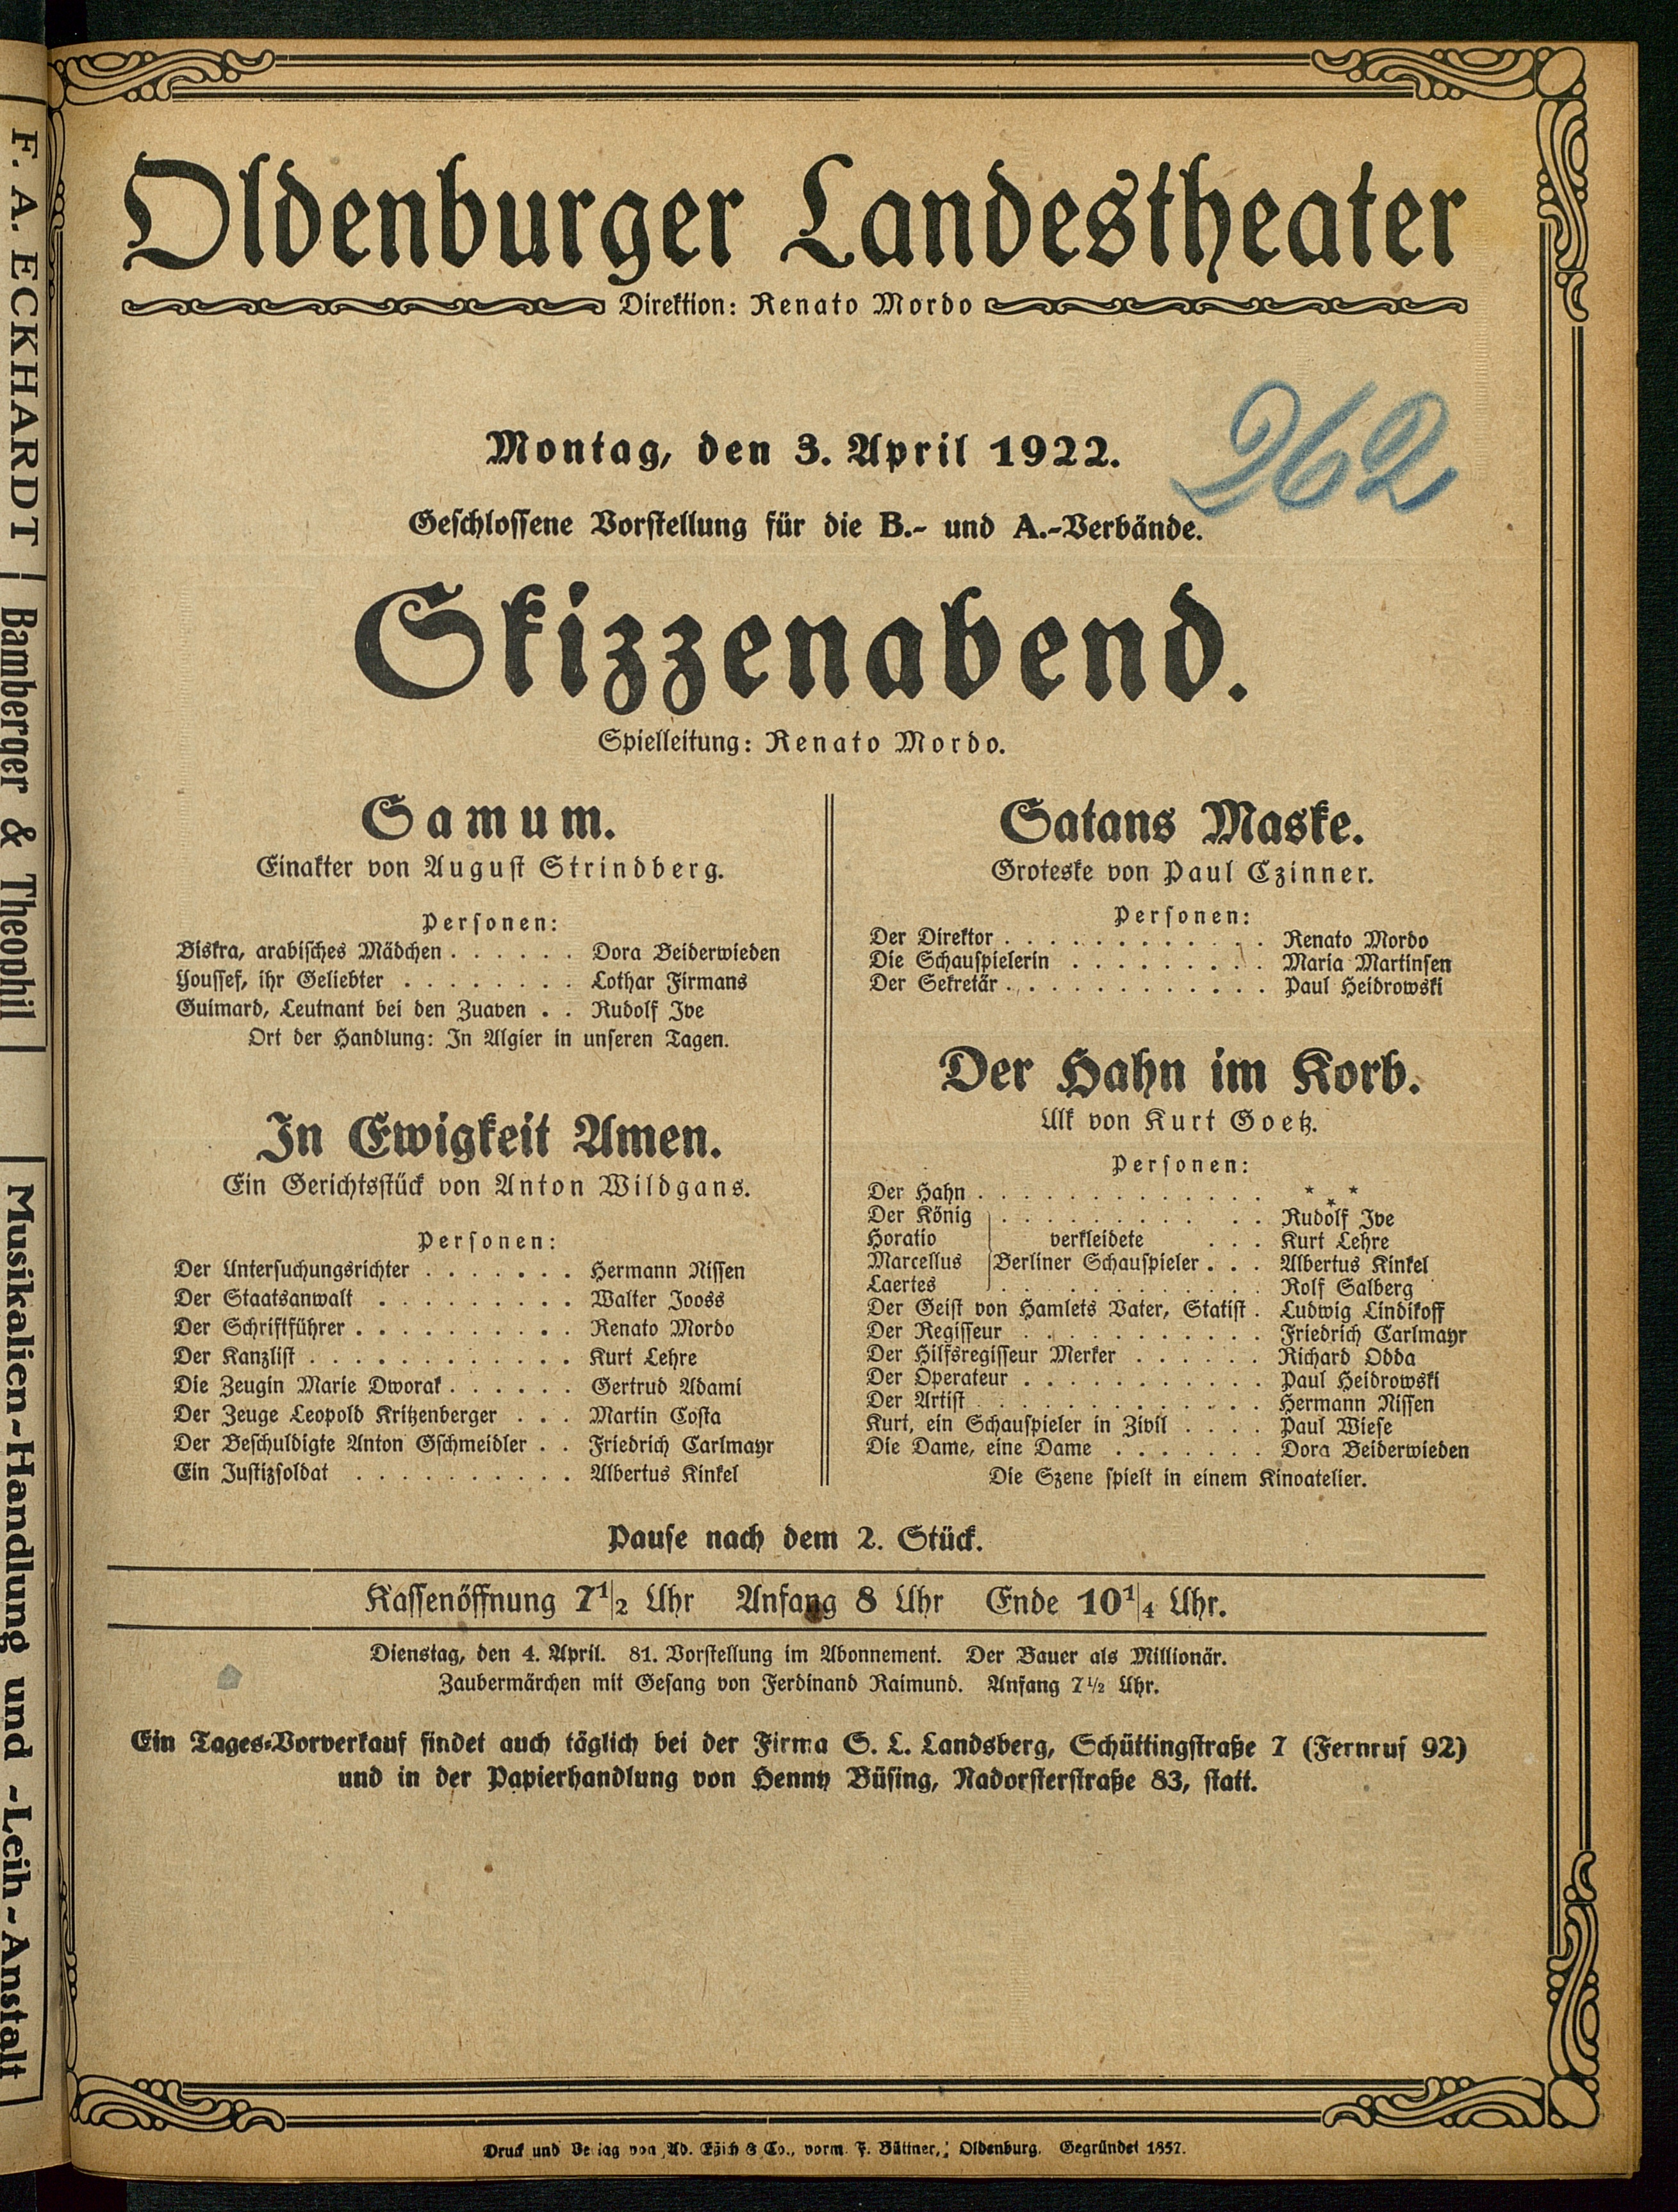 Oldenburger Landestheater
Direktion: Renato Mordo
262
Montag, den 3. April 1922.
Geschlossene Vorstellung für die B.- und A.-Verbände.
Skizzenabend.
Spielleitung: Renato Mordo.
Samum.
Einakter von August Strindberg.
Personen:
Biskra, arabisches Mädchen . . . . . . Dora Beiderwieden
Youssef, ihr Geliebter . . . . . . . . Lothar Firmans
Guimard, Leutnant bei den Zuaven . . Rudolf Ive
Ort der Handlung: In Algier in unseren Tagen.
In Ewigkeit Amen.
Ein Gerichtsstück von Anton Wildgans.
Personen:
Der Untersuchungsrichter . . . . . . . Hermann Nissen
Der Staatsanwalt . . . . . . . . . Walter Jooss
Der Schriftführer . . . . . . . . . . Renato Mordo
Der Kanzlist . . . . . . . . . . . . Kurt Lehre
Die Zeugin Marie Dworak . . . . . . Gertrud Adami
Der Zeuge Leopold Kritzenberger . . . Martin Costa
Der Beschuldigte Anton Gschmeidler . . Friedrich Carlmayr
Ein Justizsoldat . . . . . . . . . . Albertus Kinkel
Satans Maske.
Groteske von Paul Czinner.
Personen:
Der Direktor . . . . . . . . . . . . Renato Mordo
Die Schauspielerin . . . . . . . . . Maria Martinsen
Der Sekretär . . . . . . . . . . . . Paul Heidrowski
Der Hahn im Korb.
Ulk von Kurt Goetz.
Personen:
Der Hahn . . . . . . . . . . . . . * * *
Der König . . . . . . . . . . Rudolf Ive
Horatio verkleidete . . . Kurt Lehre
Marcellus Berliner Schauspieler . . . Albertus Kinkel
Laertes . . . . . . . . . . . Rolf Salberg
Der Geist von Hamlets Vater, Statist . Ludwig Lindikoff
Der Regisseur . . . . . . . . . . . Friedrich Carlmayr
Der Hilfsregisseur Merker . . . . . . Richard Odda
Der Operateur . . . . . . . . . . . Paul Heidrowski
Der Artist . . . . . . . . . . . . . Hermann Nissen
Kurt, ein Schauspieler in Zivil . . . . Paul Wiese
Die Dame, eine Dame . . . . . . . Dora Beiderwieden
Die Szene spielt in einem Kinoatelier.
Pause nach dem 2. Stück.
Kassenöffnung 7 1/2 Uhr Anfang 8 Uhr Ende 10 1/4 Uhr.
Dienstag, den 4. April. 81. Vorstellung im Abonnement. Der Bauer als Millionär.
Zaubermärchen mit Gesang von Ferdinand Raimund. Anfang 7 1/2 Uhr.
Ein Tages-Vorverkauf findet auch täglich bei der Firma S. L. Landsberg, Schüttingstraße 7 (Fernruf 92)
und in der Papierhandlung von Henny Büsing, Nadorsterstraße 83, statt.
Druck und Verlag von Ad. Eßich & Co., vorm. F. Büttner, Oldenburg. Gegründet 1857.
F. A. ECKHARDT
Bamberger & Theophil
Musikalien-Handlung und -Leih-Anstalt